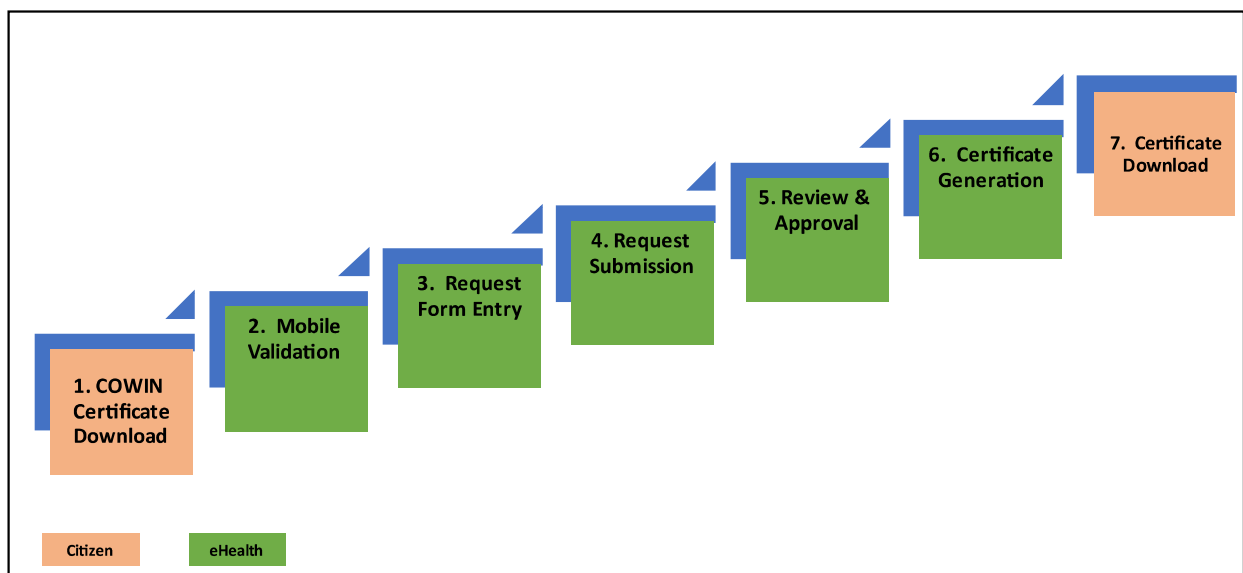 1. COWIN
Certificate
Download
2.  Mobile
Validation
3.  Request
Form Entry
4. Request
Submission
5. Review &
Approval
6.  Certificate
Generation
7.  Certificate
Download
Citizen
eHealth